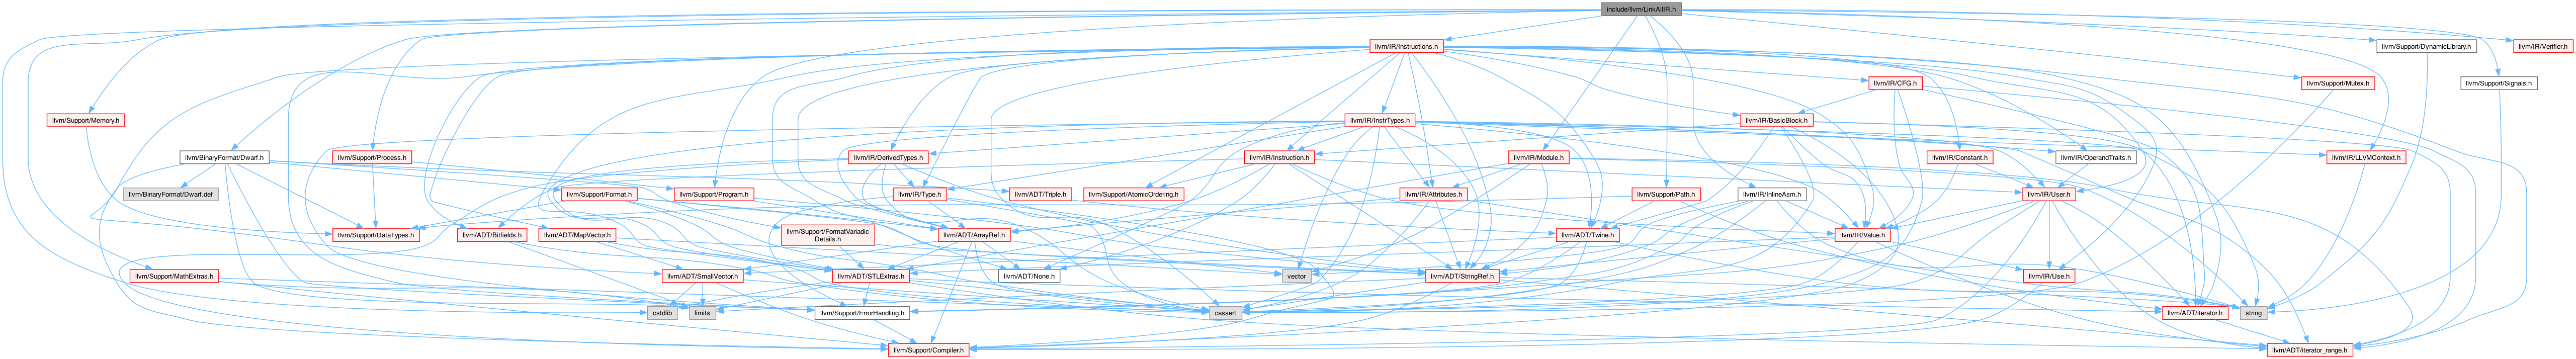 include/llvm/LinkAllIR.h
llvm/IR/Instructions.h
llvm/Support/DynamicLibrary.h
llvm/IR/Verifier.h
llvm/IR/CFG.h
llvm/Support/Mutex.h
llvm/Support/Signals.h
llvm/Support/Memory.h
llvm/IR/InstrTypes.h
llvm/IR/BasicBlock.h
llvm/BinaryFormat/Dwarf.h
llvm/Support/Process.h
llvm/IR/DerivedTypes.h
llvm/IR/Instruction.h
llvm/IR/Module.h
llvm/IR/Constant.h
llvm/IR/OperandTraits.h
llvm/IR/LLVMContext.h
llvm/BinaryFormat/Dwarf.def
llvm/Support/Format.h
llvm/Support/Program.h
llvm/IR/Type.h
llvm/ADT/Triple.h
llvm/Support/AtomicOrdering.h
llvm/IR/Attributes.h
llvm/Support/Path.h
llvm/IR/InlineAsm.h
llvm/IR/User.h
llvm/Support/DataTypes.h
llvm/ADT/Bitfields.h
llvm/ADT/MapVector.h
llvm/Support/FormatVariadic
Details.h
llvm/ADT/ArrayRef.h
llvm/ADT/Twine.h
llvm/IR/Value.h
llvm/Support/MathExtras.h
llvm/ADT/SmallVector.h
llvm/ADT/STLExtras.h
llvm/ADT/None.h
vector
llvm/ADT/StringRef.h
llvm/IR/Use.h
cstdlib
limits
llvm/Support/ErrorHandling.h
cassert
llvm/ADT/iterator.h
string
llvm/Support/Compiler.h
llvm/ADT/iterator_range.h